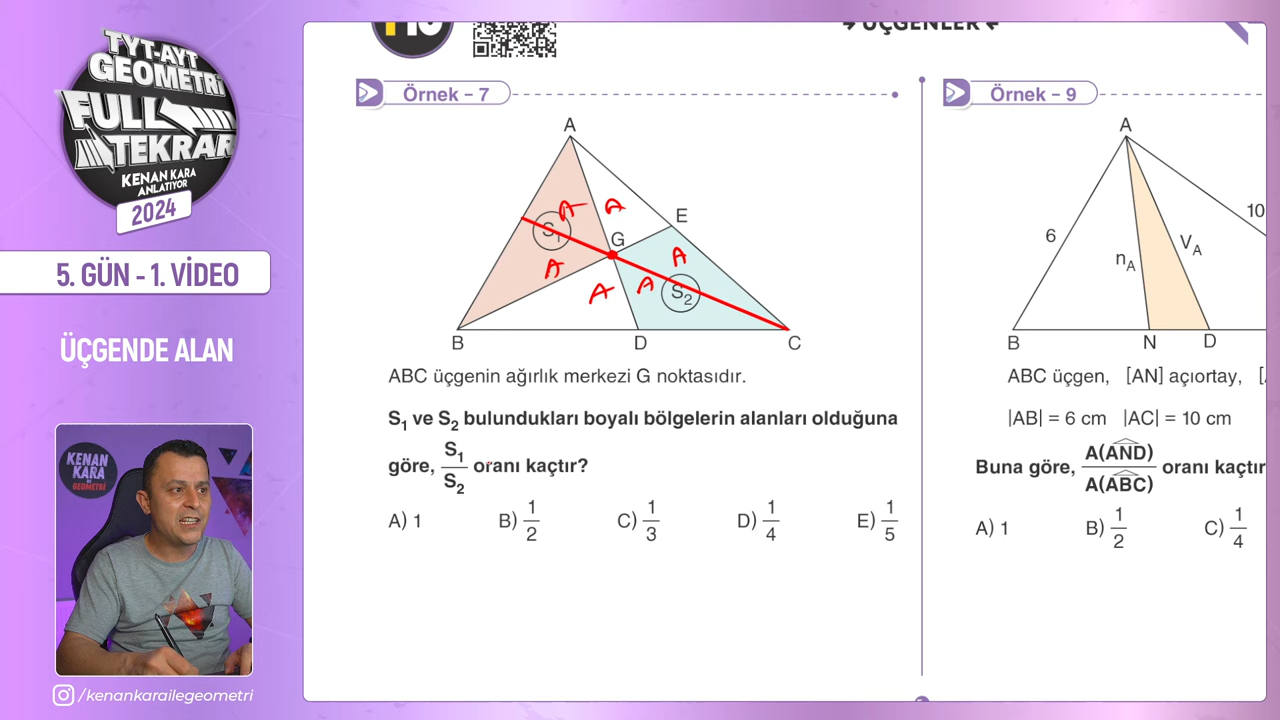 TYT-AYT
GEOMETRİ
FULL
TEKRAR
KENAN KARA
ANLATIYOR
2024
5. GÜN - 1. VİDEO
ÜÇGENDE ALAN
KENAN
KARA
GEOMETRİ
/kenankarailegeometri
ÜÇGENLER
Örnek – 7
A
E
G
S1
S2
A A
A A
A A
B D C
ABC üçgenin ağırlık merkezi G noktasıdır.
S1 ve S2 bulundukları boyalı bölgelerin alanları olduğuna
göre, S1/S2 oranı kaçtır?
A) 1 B) 1/2 C) 1/3 D) 1/4 E) 1/5
Örnek – 9
A
10
6
nA
VA
B N D
ABC üçgen, [AN] açıortay, [
|AB| = 6 cm |AC| = 10 cm
Buna göre, A(AND)/A(ABC) oranı kaçtır
A) 1 B) 1/2 C) 1/4